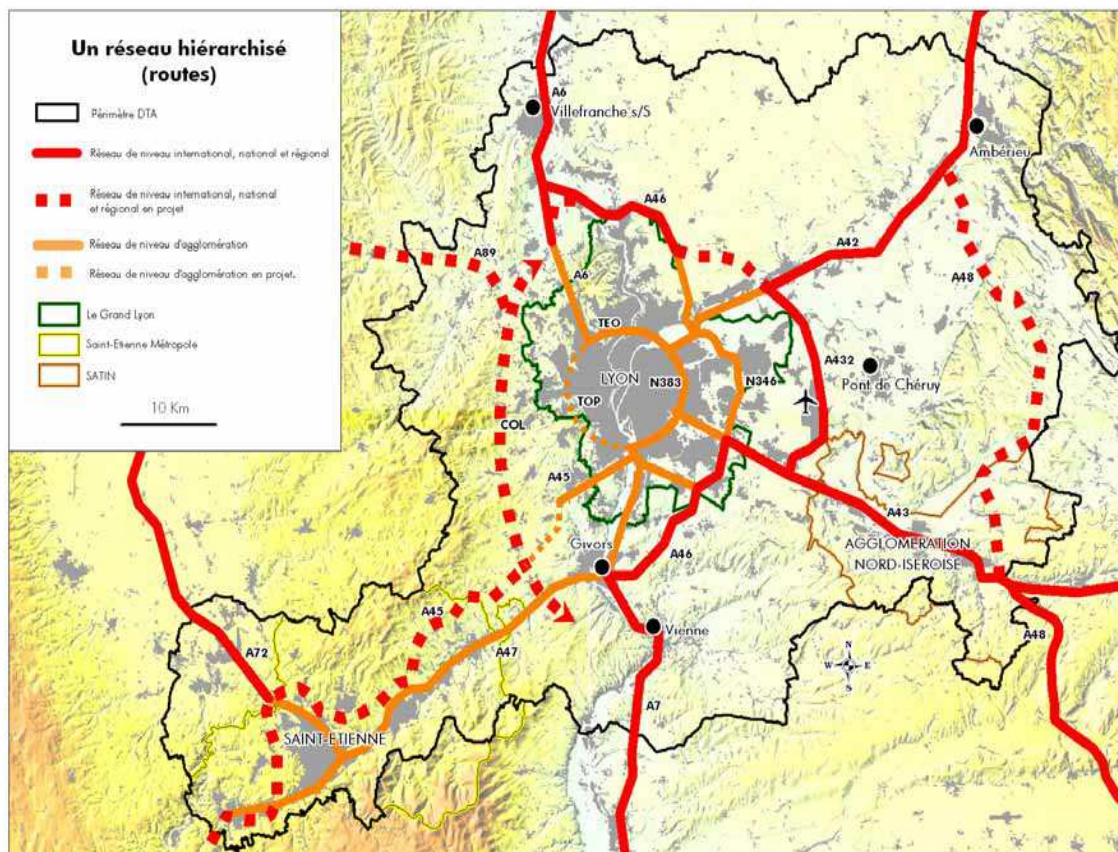 Un réseau hiérarchisé
(routes)
Périmètre DTA
Réseau de niveau international, national et régional
Réseau de niveau international, national
et régional en projet
Réseau de niveau d'agglomération
Réseau de niveau d'agglomération en projet.
Le Grand Lyon
Saint-Etienne Métropole
SATIN
10 Km
A6
Villefranche s/S
Ambérieu
A46
A42
A89
A6
A48
TEO
LYON
N383
N346
A432
Pont de Chéruy
TOP
COL
A45
A43
Givors
A46
AGGLOMERATION
NORD-ISEROISE
A45
A47
Vienne
A48
A72
N
W
E
S
A7
SAINT-ETIENNE